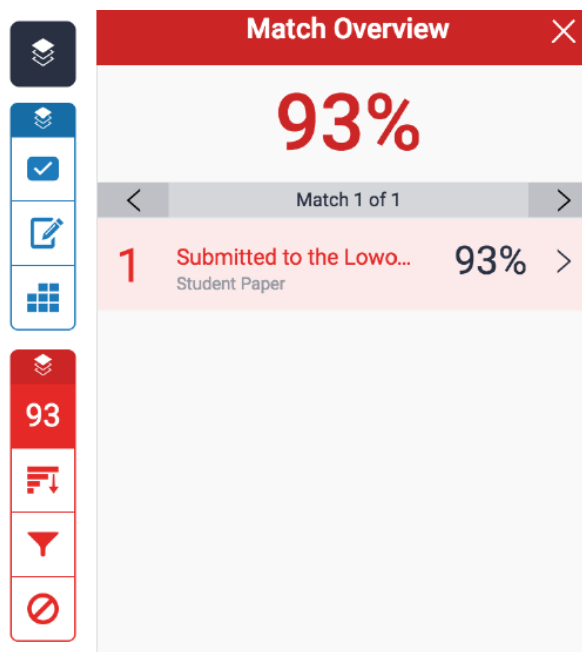 Match Overview
93%
Match 1 of 1
1 Submitted to the Lowo... 93%
Student Paper
93